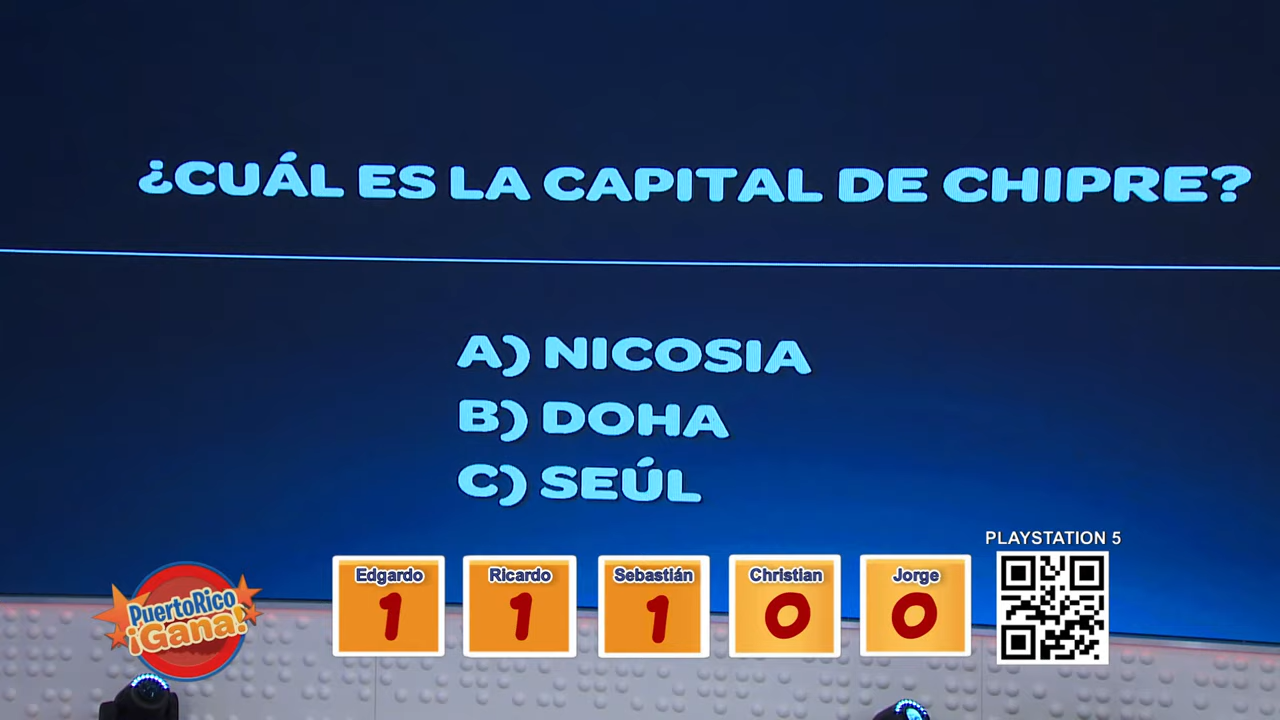 ¿CUÁL ES LA CAPITAL DE CHIPRE?
A) NICOSIA
B) DOHA
C) SEÚL
PLAYSTATION 5
Edgardo
1
Ricardo
1
Sebastián
1
Christian
0
Jorge
0
PuertoRico
¡Gana!